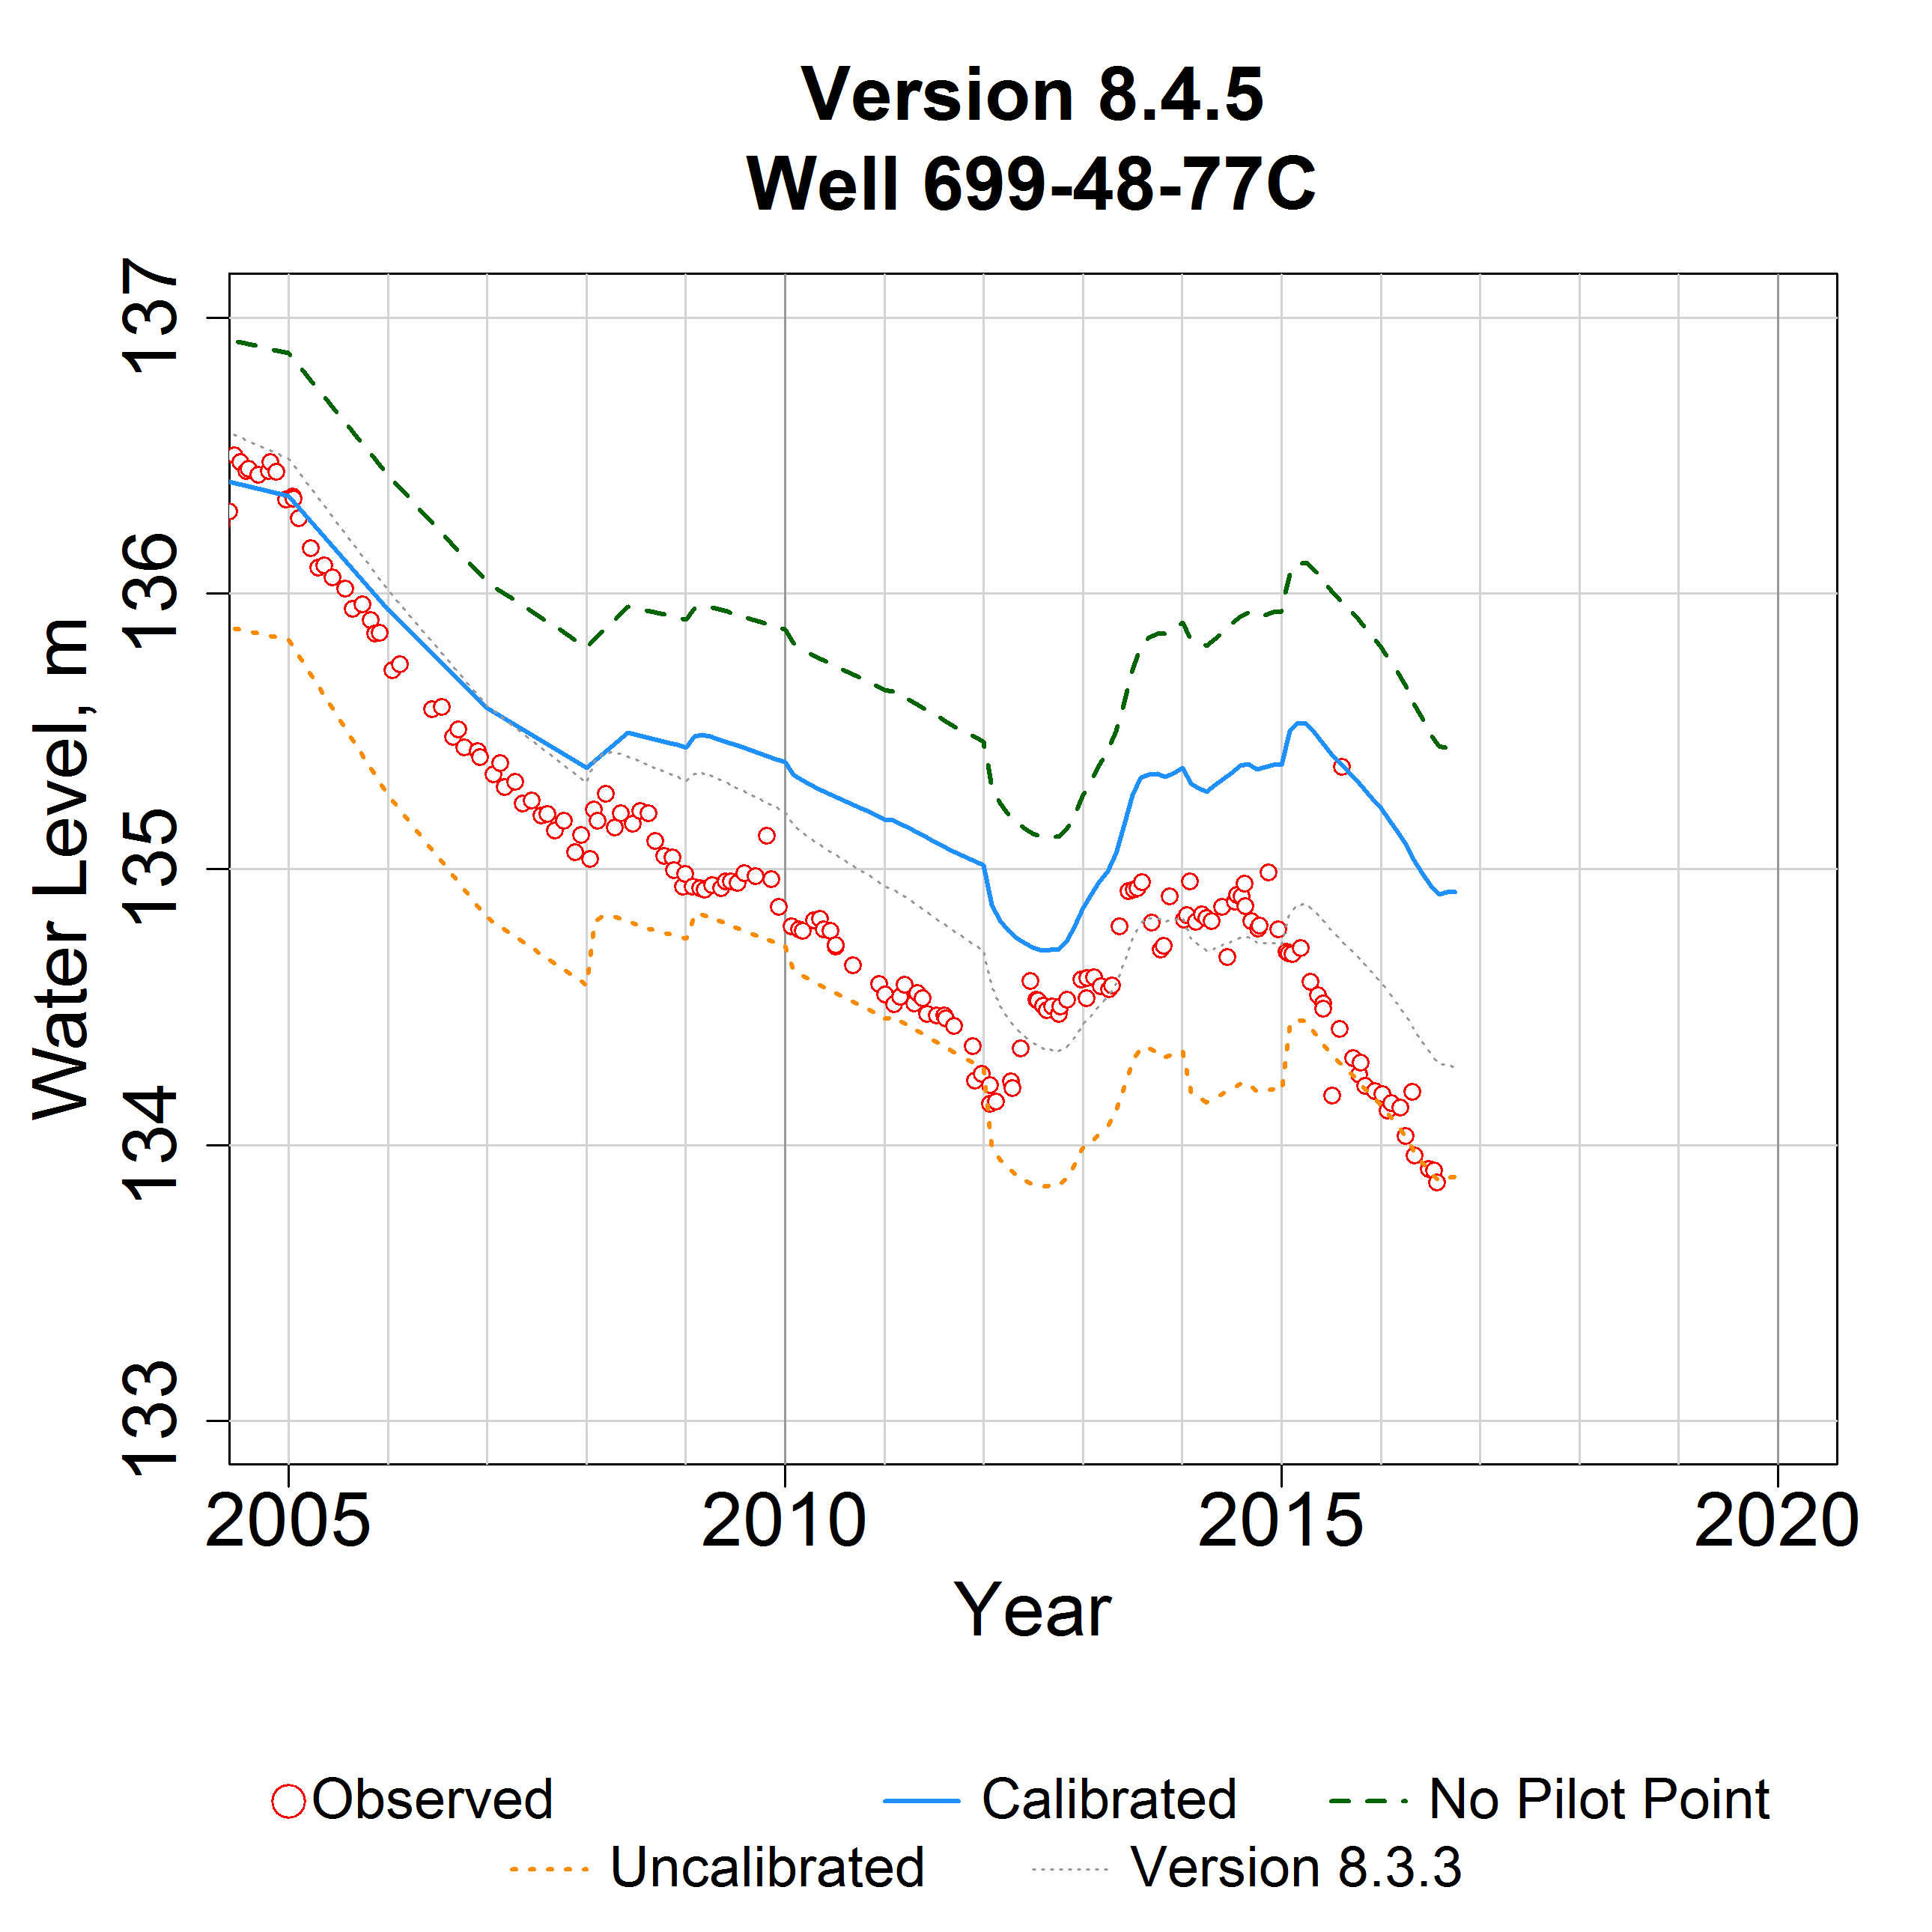 Version 8.4.5
Well 699-48-77C
Water Level, m
137
136
135
134
133
2005 2010 2015 2020
Year
Observed Calibrated No Pilot Point
Uncalibrated Version 8.3.3